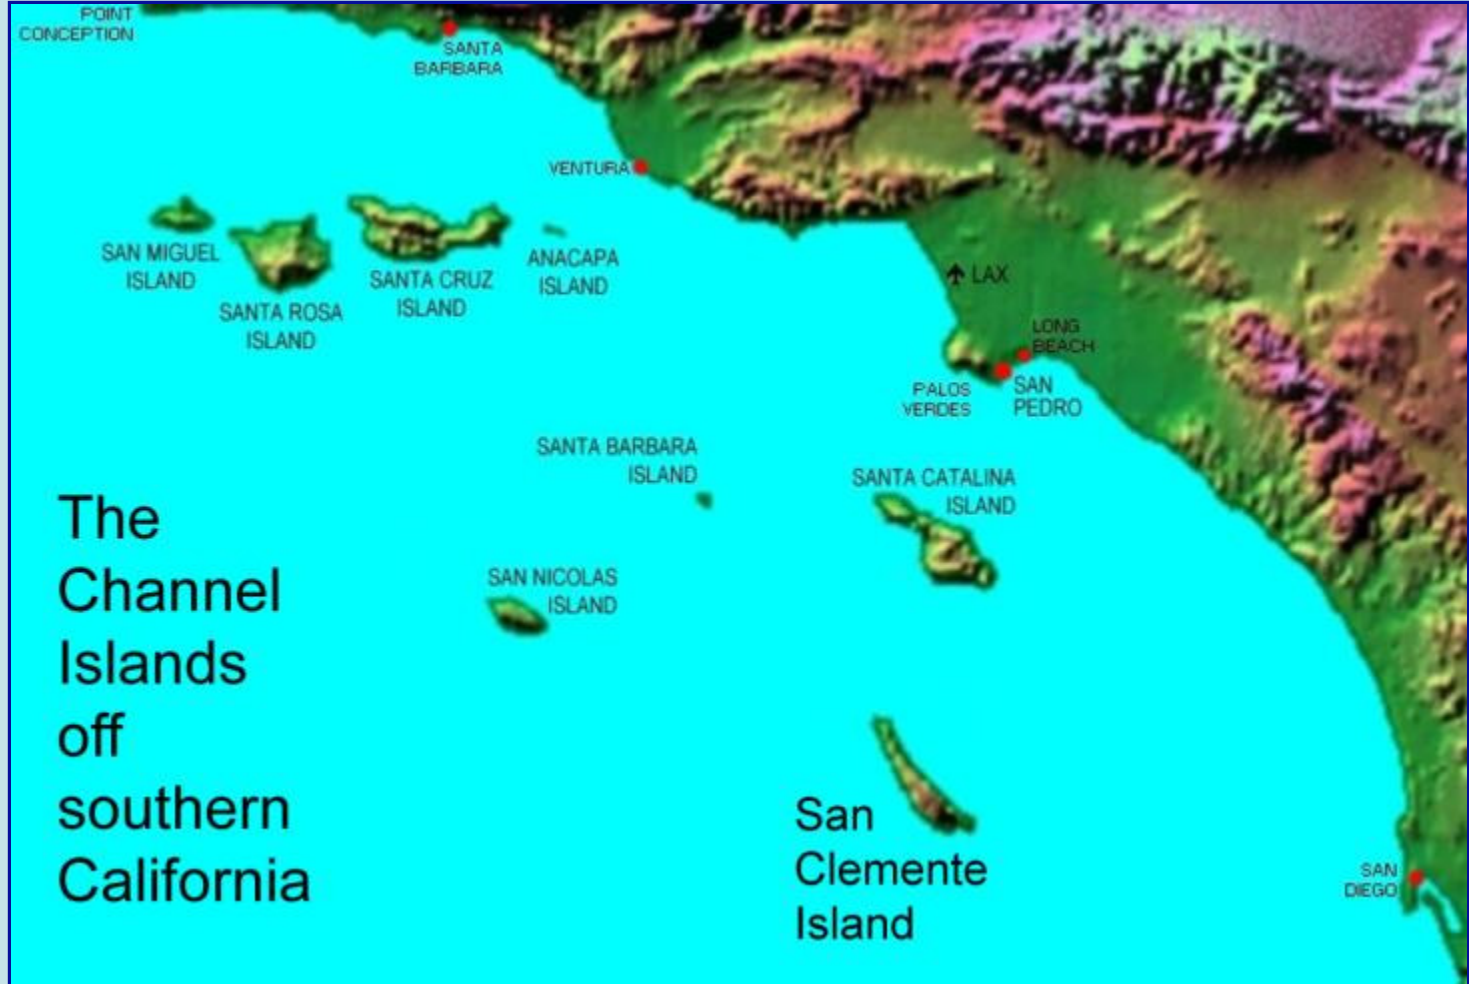 POINT
CONCEPTION
SANTA
BARBARA
VENTURA
SAN MIGUEL
ISLAND
SANTA ROSA
ISLAND
SANTA CRUZ
ISLAND
ANACAPA
ISLAND
LAX
LONG
BEACH
PALOS
VERDES
SAN
PEDRO
SANTA BARBARA
ISLAND
SANTA CATALINA
ISLAND
SAN NICOLAS
ISLAND
The
Channel
Islands
off
southern
California
San
Clemente
Island
SAN
DIEGO